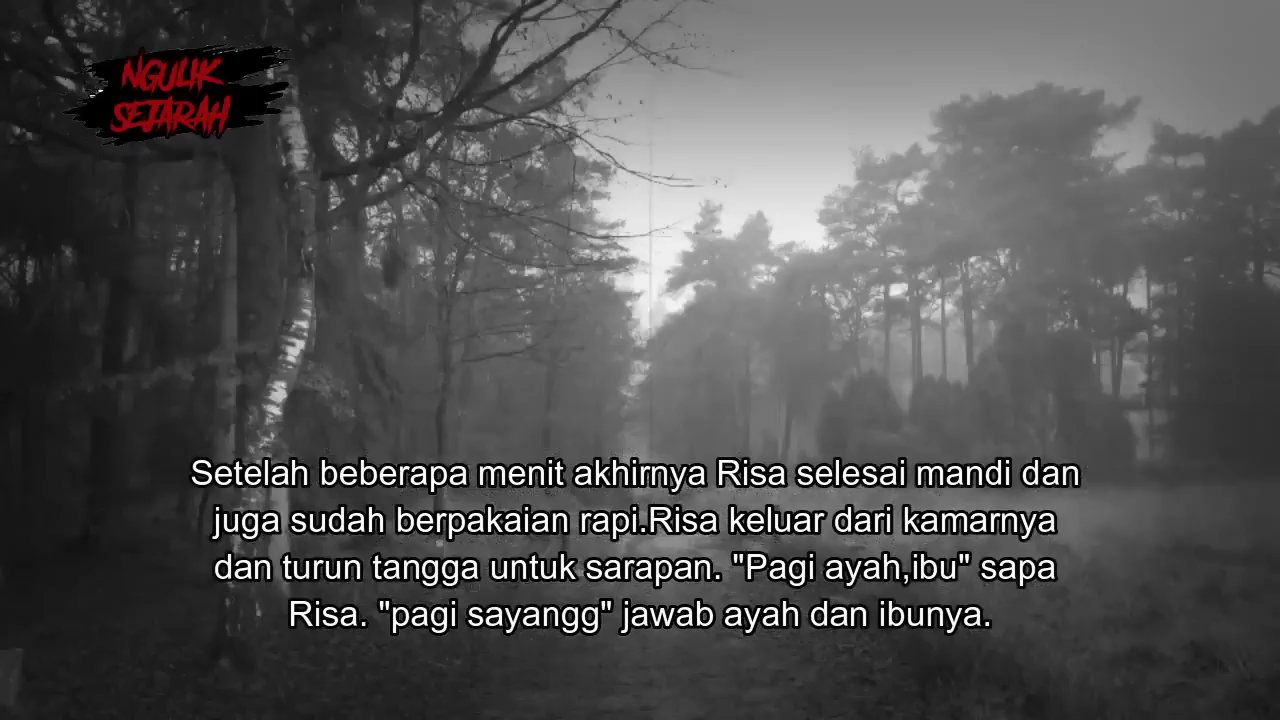 NGULIK
SEJARAH
Setelah beberapa menit akhirnya Risa selesai mandi dan
juga sudah berpakaian rapi.Risa keluar dari kamarnya
dan turun tangga untuk sarapan. "Pagi ayah,ibu" sapa
Risa. "pagi sayangg" jawab ayah dan ibunya.